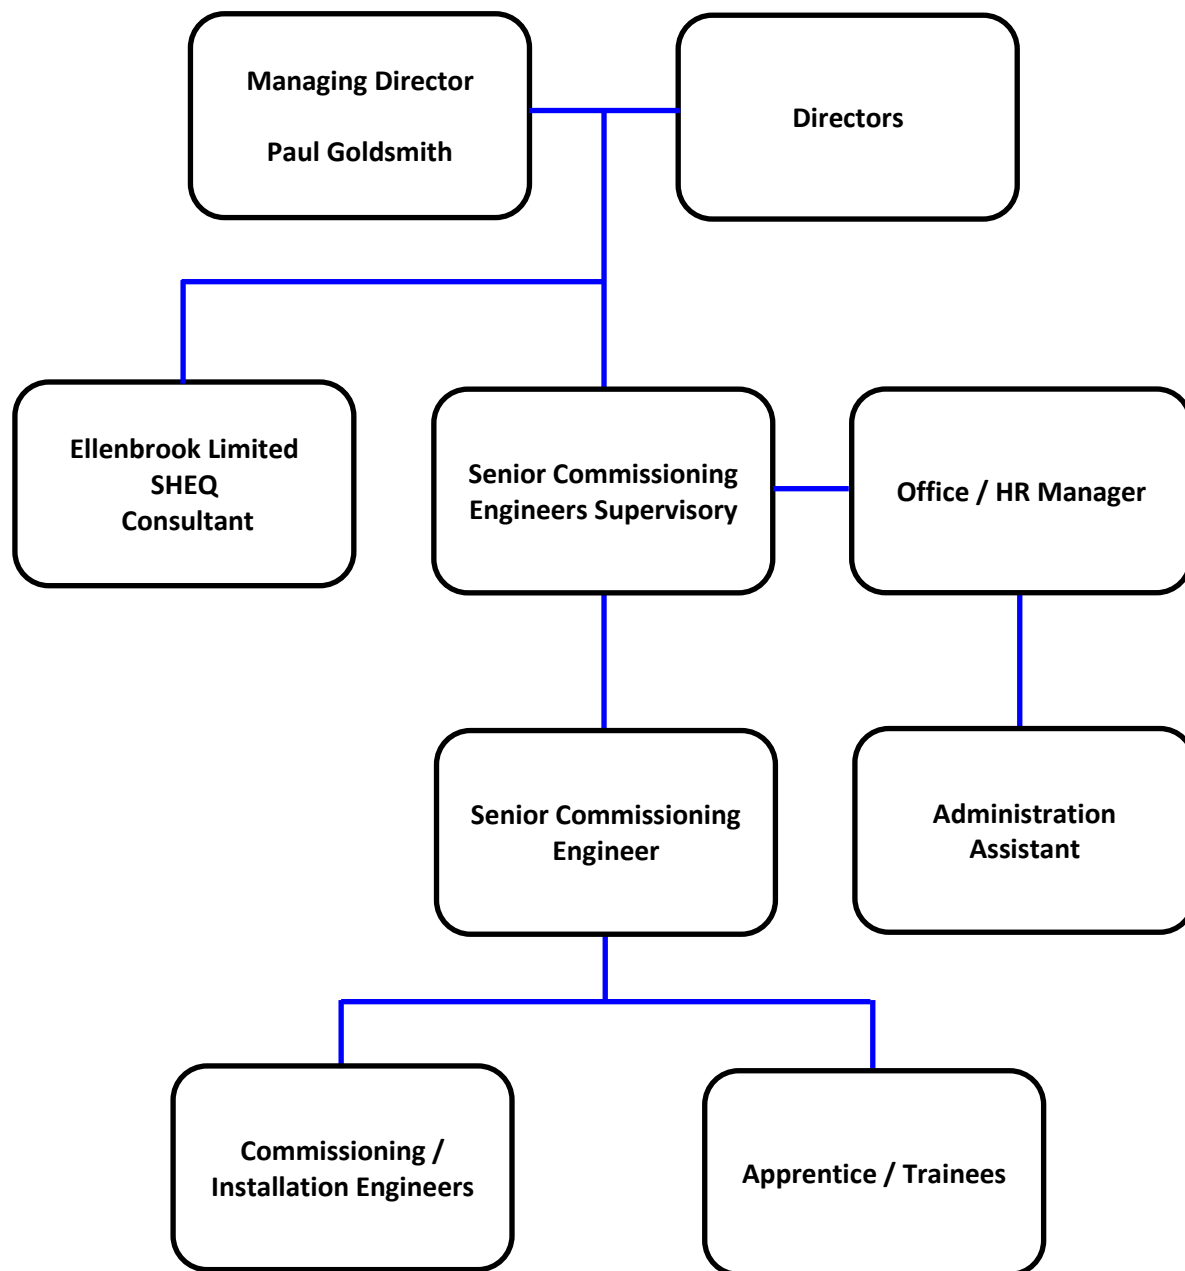 Managing Director
Paul Goldsmith
Directors
Ellenbrook Limited
SHEQ
Consultant
Senior Commissioning
Engineers Supervisory
Office / HR Manager
Senior Commissioning
Engineer
Administration
Assistant
Commissioning /
Installation Engineers
Apprentice / Trainees